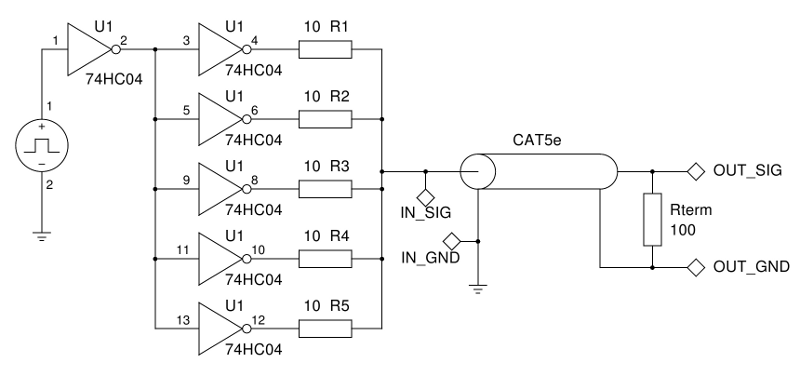 U1
1
2
74HC04
1
+
−
2
U1
3
4
74HC04
10 R1
U1
5
6
74HC04
10 R2
U1
9
8
74HC04
10 R3
U1
11
10
74HC04
10 R4
U1
13
12
74HC04
10 R5
IN_SIG
IN_GND
CAT5e
OUT_SIG
Rterm
100
OUT_GND